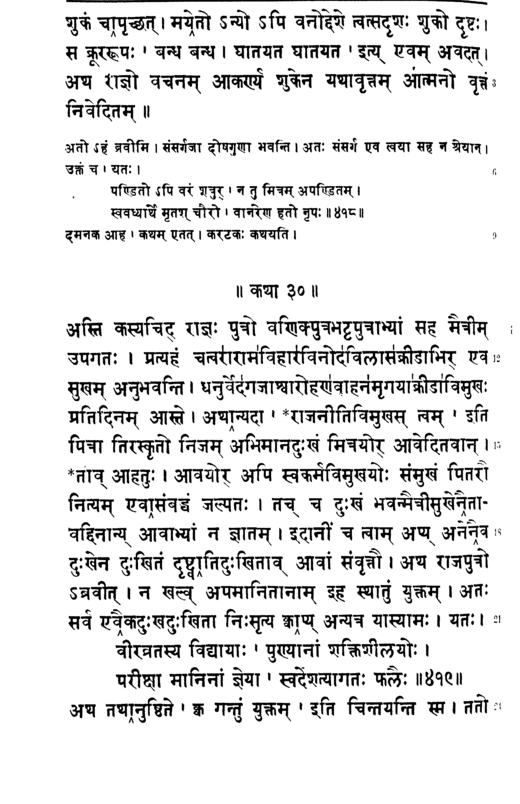 शुकं चापृच्छत्। मयैतो ऽन्यो ऽपि वनोद्देशे त्वत्सदृशः शुको दृष्टः।
स क्रूररूपः ' बन्ध बन्ध। घातयत घातयत ' इत्य् एवम् अवदत्।
अथ राज्ञो वचनम् आकर्ण्य शुकेन यथावृत्तम् आत्मनो वृत्तं 3
निवेदितम्॥
अतो ऽहं ब्रवीमि। संसर्गजा दोषगुणा भवन्ति। अतः संसर्ग एव त्वया सह न श्रेयान्।
उक्तं च ' यतः। 6
पण्डितो ऽपि वरं शत्रुर् ' न तु मित्रम् अपण्डितम्।
स्ववध्यार्थे मृतश् चौरो ' वानरेण हतो नृपः॥४१८॥
दमनक आह ' कथम् एतत्। करटकः कथयति। 9
॥ कथा ३०॥
अस्ति कस्यचिद् राज्ञः पुत्रो वणिक्पुत्रभट्टपुत्राभ्यां सह मैत्रीम्
उपगतः। प्रत्यहं चत्वरारामविहारविनोदविलासक्रीडाभिर् एव 12
सुखम् अनुभवन्ति। धनुर्वेदगजाश्वारोहणवाहनमृगयाक्रीडाविमुखः
प्रतिदिनम् आस्ते। अथान्यदा ' *राजनीतिविमुखस् त्वम् ' इति
पित्रा तिरस्कृतो निजम् अभिमानदुःखं मित्रयोर् आवेदितवान्। 15
*ताव् आहतुः। आवयोर् अपि स्वकर्मविमुखयोः संमुखं पितरौ
नित्यम् एवासंबद्धं जल्पतः। तच् च दुःखं भवन्मैत्रीसुखेनैता-
वद्दिनान्य् आवाभ्यां न ज्ञातम्। इदानीं च त्वाम् अप्य् अनेनैव 18
दुःखेन दुःखितं दृष्ट्वातिदुःखिताव् आवां संवृत्तौ। अथ राजपुत्रो
ऽब्रवीत्। न खल्व् अपमानितानाम् इह स्थातुं युक्तम्। अतः
सर्व एवैकदुःखदुःखिता निःसृत्य क्वाप्य् अन्यत्र यास्यामः। यतः। 21
वीरव्रतस्य विद्यायाः ' पुण्यानां शक्तिशीलयोः।
परीक्षा मानिनां ज्ञेया ' स्वदेशत्यागतः फलैः॥४१९॥
अथ तथानुष्ठिते ' क्व गन्तुं युक्तम् ' इति चिन्तयन्ति स्म। ततो